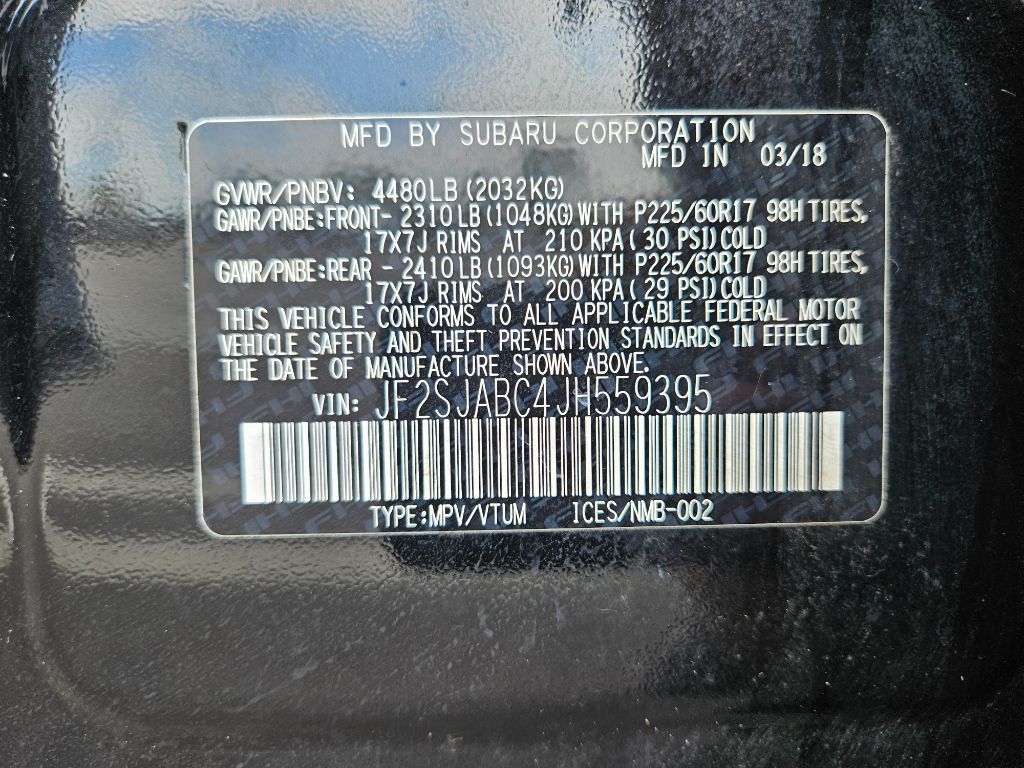 MFD BY SUBARU CORPORATION
MFD IN 03/18
GVWR/PNBV: 4480LB (2032KG)
GAWR/PNBE:FRONT- 2310LB (1048KG) WITH P225/60R17 98H TIRES,
17X7J RIMS AT 210 KPA ( 30 PSI) COLD
GAWR/PNBE:REAR - 2410LB (1093KG) WITH P225/60R17 98H TIRES,
17X7J RIMS AT 200 KPA ( 29 PSI) COLD
THIS VEHICLE CONFORMS TO ALL APPLICABLE FEDERAL MOTOR
VEHICLE SAFETY AND THEFT PREVENTION STANDARDS IN EFFECT ON
THE DATE OF MANUFACTURE SHOWN ABOVE.
VIN: JF2SJABC4JH559395
TYPE:MPV/VTUM ICES/NMB-002